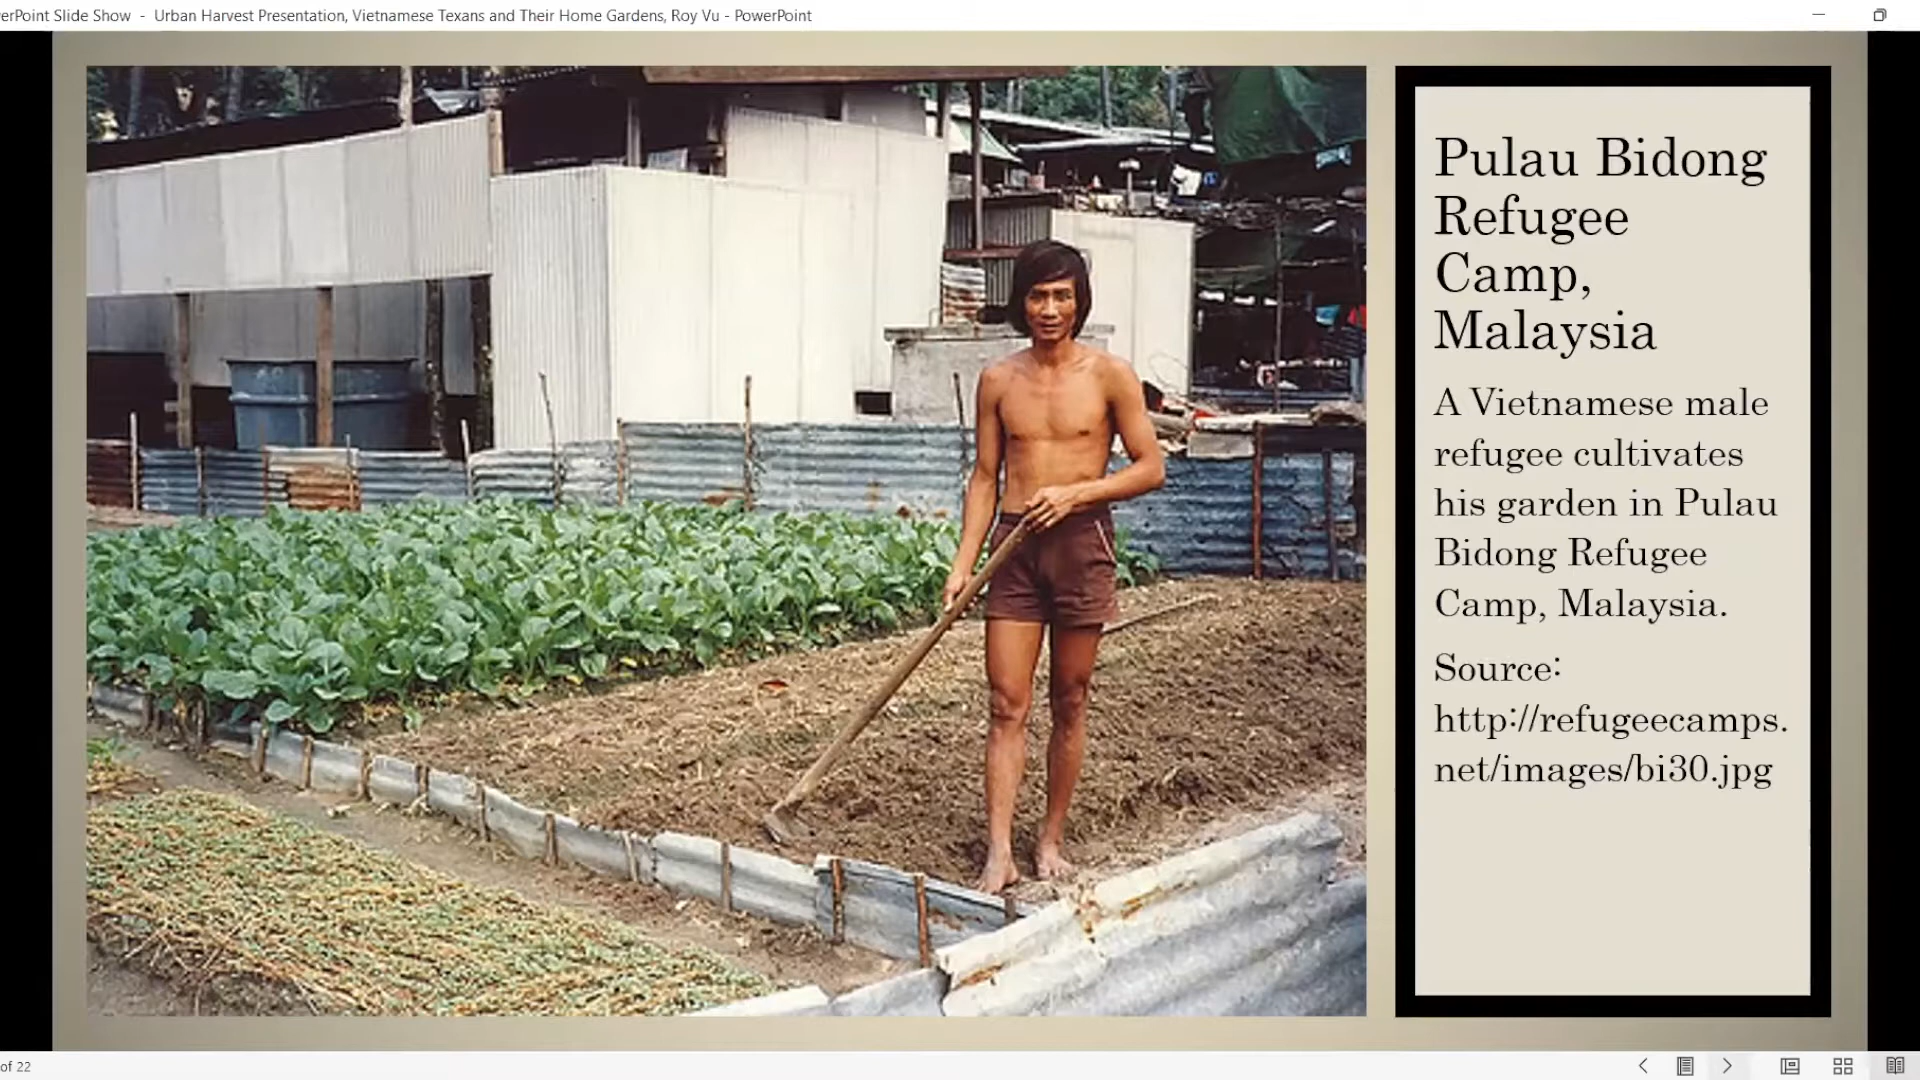 erPoint Slide Show - Urban Harvest Presentation, Vietnamese Texans and Their Home Gardens, Roy Vu - PowerPoint
Pulau Bidong
Refugee
Camp,
Malaysia
A Vietnamese male
refugee cultivates
his garden in Pulau
Bidong Refugee
Camp, Malaysia.
Source:
http://refugeecamps.
net/images/bi30.jpg
of 22